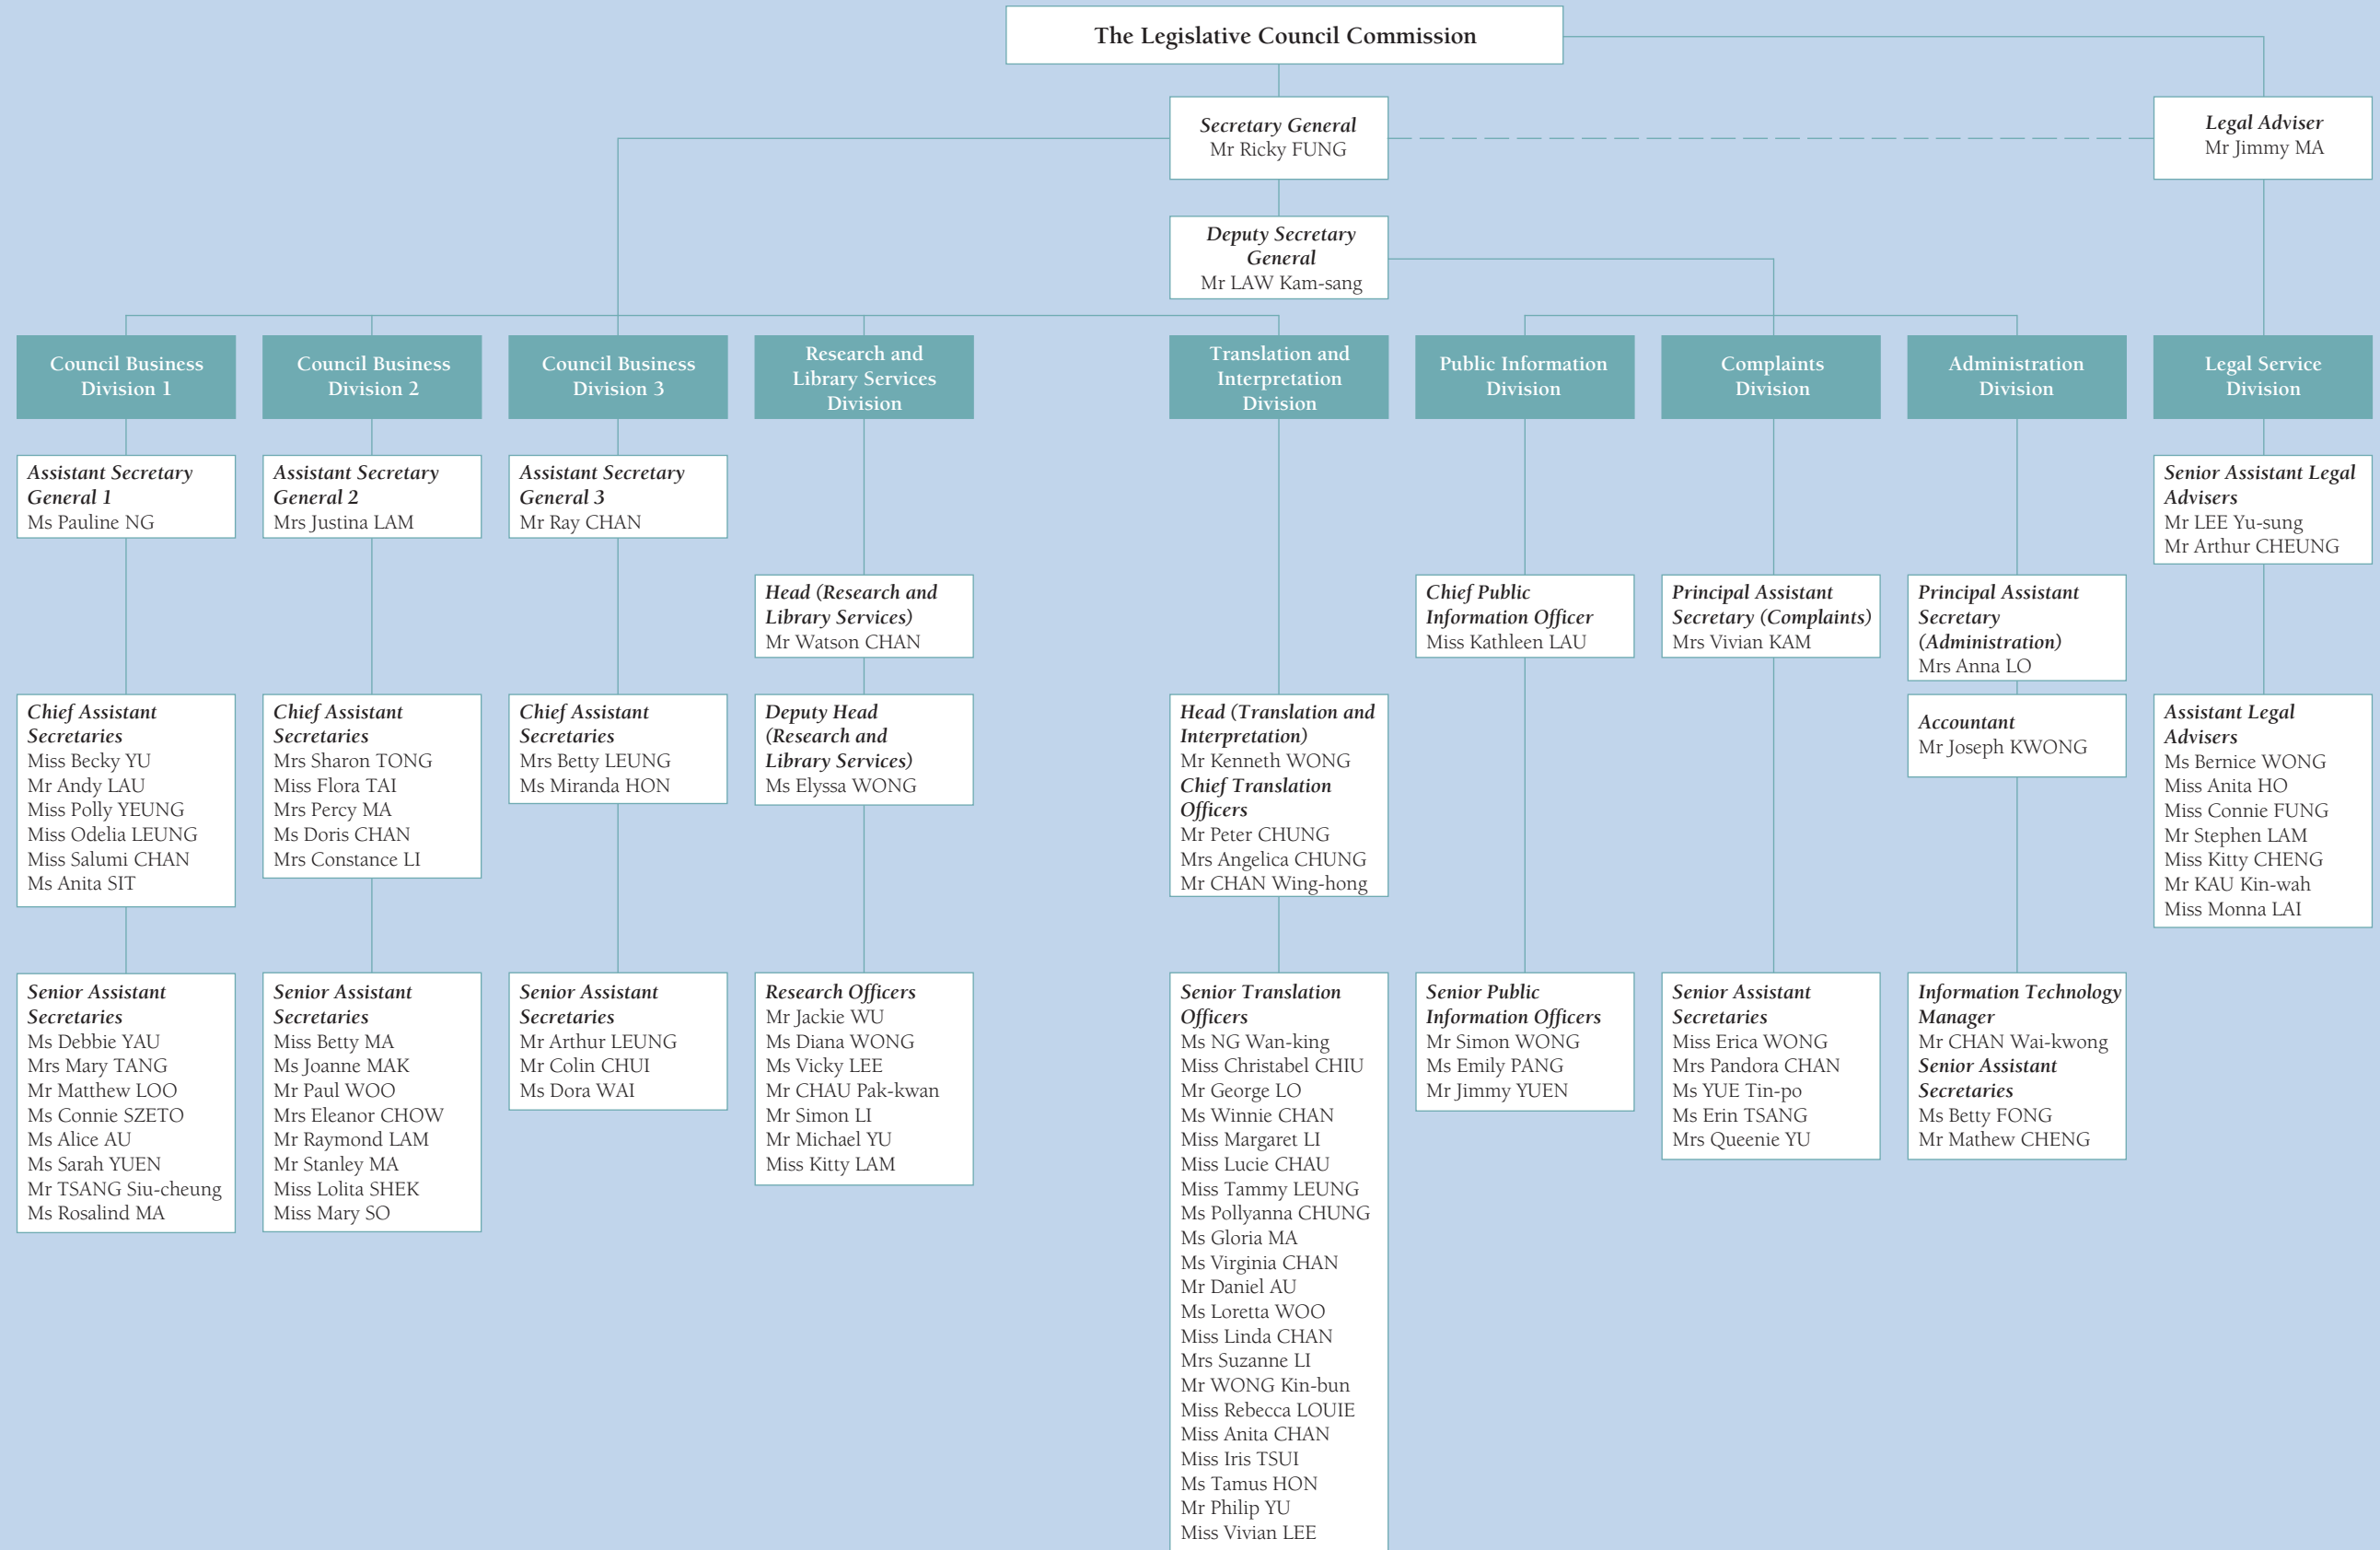 The Legislative Council Commission
Secretary General
Mr Ricky FUNG
Legal Adviser
Mr Jimmy MA
Deputy Secretary
General
Mr LAW Kam-sang
Council Business
Division 1
Assistant Secretary
General 1
Ms Pauline NG
Chief Assistant
Secretaries
Miss Becky YU
Mr Andy LAU
Miss Polly YEUNG
Miss Odelia LEUNG
Miss Salumi CHAN
Ms Anita SIT
Senior Assistant
Secretaries
Ms Debbie YAU
Mrs Mary TANG
Mr Matthew LOO
Ms Connie SZETO
Ms Alice AU
Ms Sarah YUEN
Mr TSANG Siu-cheung
Ms Rosalind MA
Council Business
Division 2
Assistant Secretary
General 2
Mrs Justina LAM
Chief Assistant
Secretaries
Mrs Sharon TONG
Miss Flora TAI
Mrs Percy MA
Ms Doris CHAN
Mrs Constance LI
Senior Assistant
Secretaries
Miss Betty MA
Ms Joanne MAK
Mr Paul WOO
Mrs Eleanor CHOW
Mr Raymond LAM
Mr Stanley MA
Miss Lolita SHEK
Miss Mary SO
Council Business
Division 3
Assistant Secretary
General 3
Mr Ray CHAN
Chief Assistant
Secretaries
Mrs Betty LEUNG
Ms Miranda HON
Senior Assistant
Secretaries
Mr Arthur LEUNG
Mr Colin CHUI
Ms Dora WAI
Research and
Library Services
Division
Head (Research and
Library Services)
Mr Watson CHAN
Deputy Head
(Research and
Library Services)
Ms Elyssa WONG
Research Officers
Mr Jackie WU
Ms Diana WONG
Ms Vicky LEE
Mr CHAU Pak-kwan
Mr Simon LI
Mr Michael YU
Miss Kitty LAM
Translation and
Interpretation
Division
Head (Translation and
Interpretation)
Mr Kenneth WONG
Chief Translation
Officers
Mr Peter CHUNG
Mrs Angelica CHUNG
Mr CHAN Wing-hong
Senior Translation
Officers
Ms NG Wan-king
Miss Christabel CHIU
Mr George LO
Ms Winnie CHAN
Miss Margaret LI
Miss Lucie CHAU
Miss Tammy LEUNG
Ms Pollyanna CHUNG
Ms Gloria MA
Ms Virginia CHAN
Mr Daniel AU
Ms Loretta WOO
Miss Linda CHAN
Mrs Suzanne LI
Mr WONG Kin-bun
Miss Rebecca LOUIE
Miss Anita CHAN
Miss Iris TSUI
Ms Tamus HON
Mr Philip YU
Miss Vivian LEE
Public Information
Division
Chief Public
Information Officer
Miss Kathleen LAU
Senior Public
Information Officers
Mr Simon WONG
Ms Emily PANG
Mr Jimmy YUEN
Complaints
Division
Principal Assistant
Secretary (Complaints)
Mrs Vivian KAM
Senior Assistant
Secretaries
Miss Erica WONG
Mrs Pandora CHAN
Ms YUE Tin-po
Ms Erin TSANG
Mrs Queenie YU
Administration
Division
Principal Assistant
Secretary
(Administration)
Mrs Anna LO
Accountant
Mr Joseph KWONG
Information Technology
Manager
Mr CHAN Wai-kwong
Senior Assistant
Secretaries
Ms Betty FONG
Mr Mathew CHENG
Legal Service
Division
Senior Assistant Legal
Advisers
Mr LEE Yu-sung
Mr Arthur CHEUNG
Assistant Legal
Advisers
Ms Bernice WONG
Miss Anita HO
Miss Connie FUNG
Mr Stephen LAM
Miss Kitty CHENG
Mr KAU Kin-wah
Miss Monna LAI